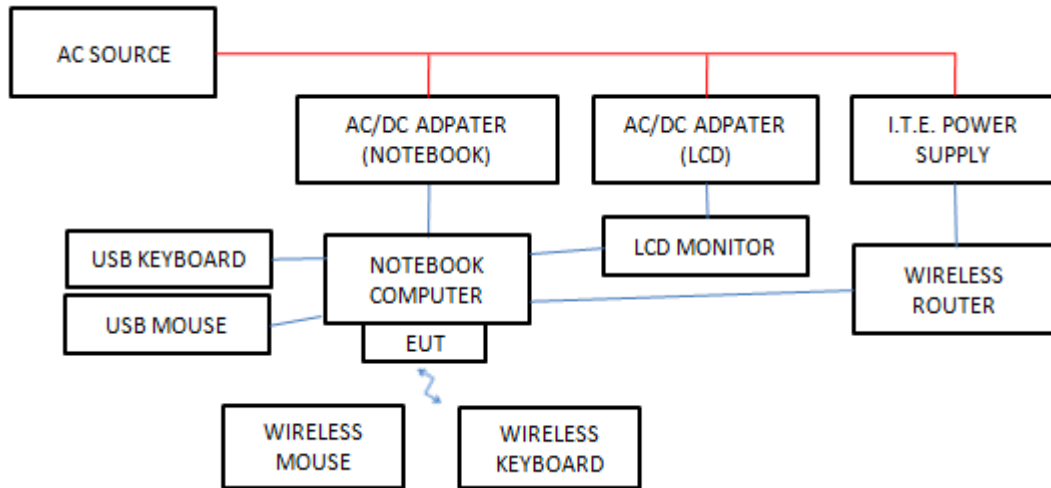 AC SOURCE
AC/DC ADPATER
(NOTEBOOK)
AC/DC ADPATER
(LCD)
I.T.E. POWER
SUPPLY
USB KEYBOARD
NOTEBOOK
COMPUTER
LCD MONITOR
WIRELESS
ROUTER
USB MOUSE
EUT
WIRELESS
MOUSE
WIRELESS
KEYBOARD